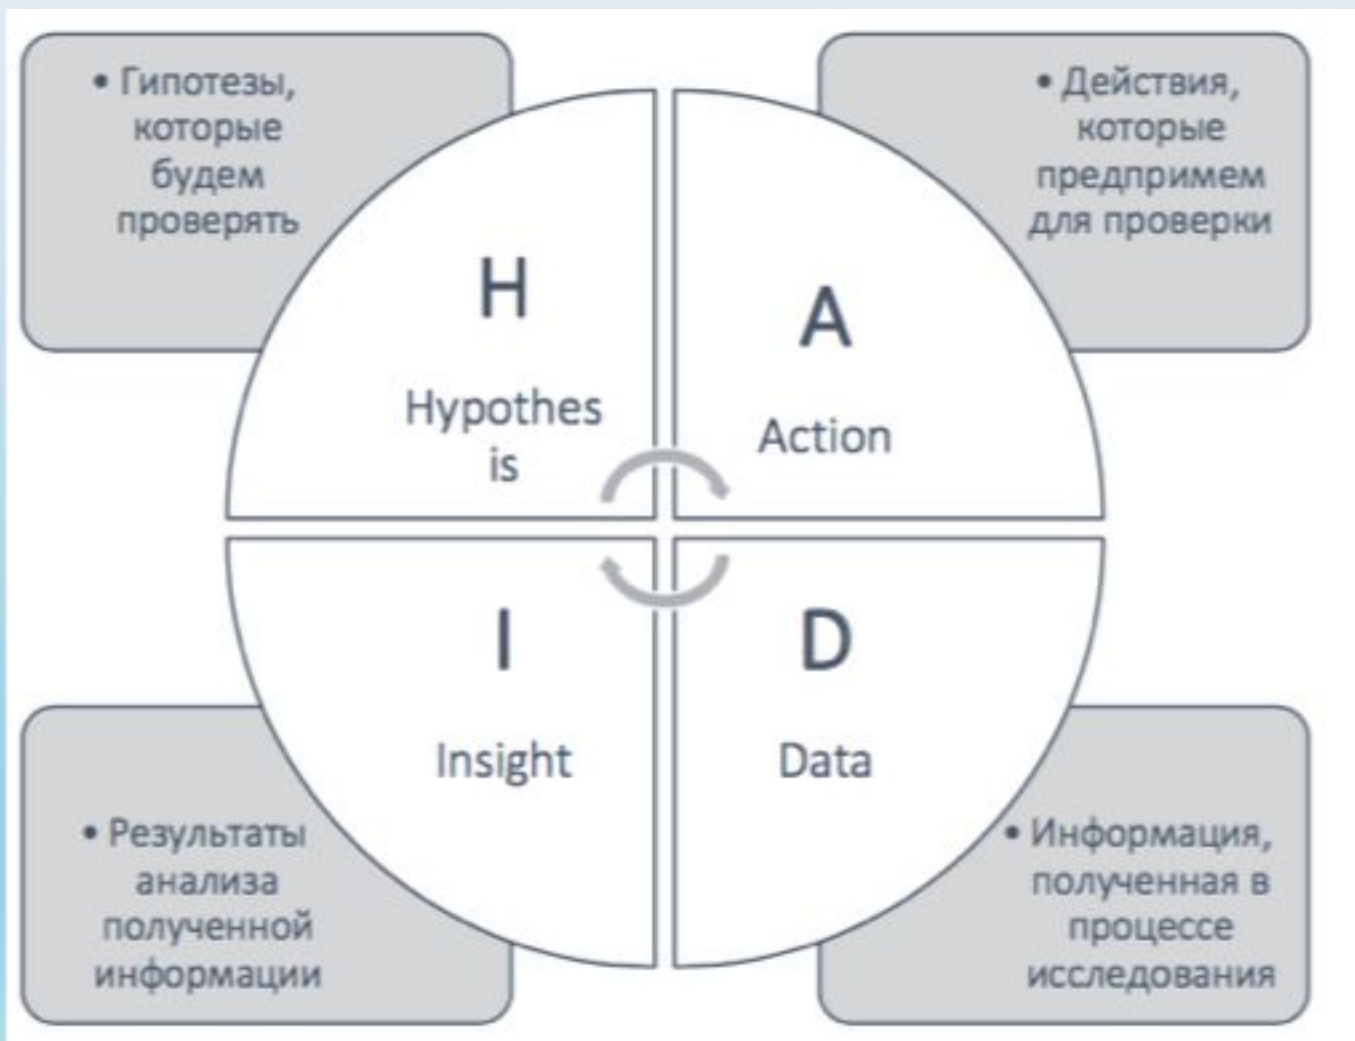 • Гипотезы,
которые
будем
проверять
• Действия,
которые
предпримем
для проверки
H
Hypothes
is
A
Action
I
Insight
D
Data
• Результаты
анализа
полученной
информации
• Информация,
полученная в
процессе
исследования